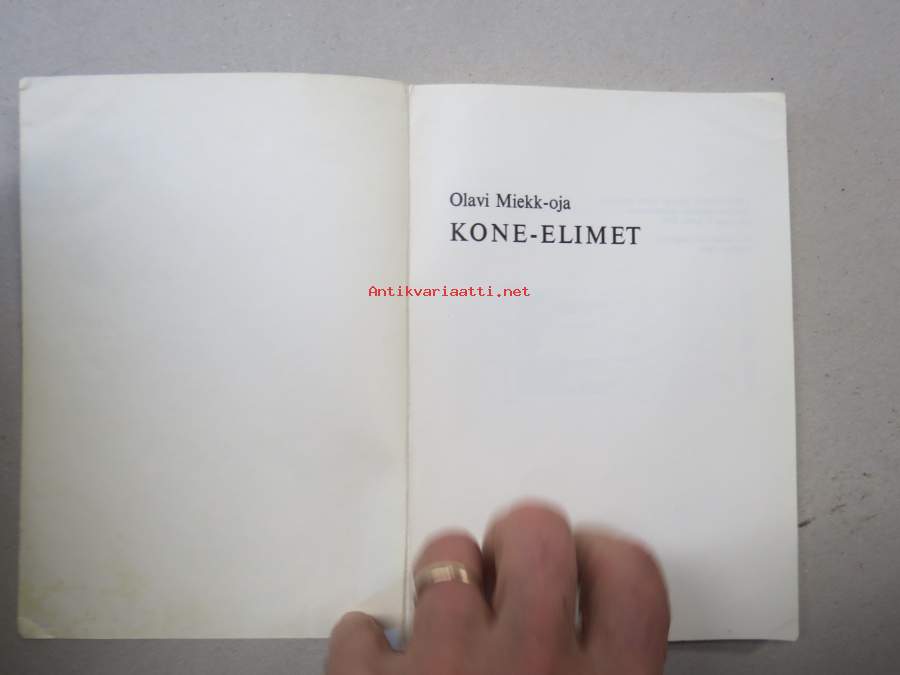 Olavi Miekk-oja
KONE-ELIMET
Antikvariaatti.net